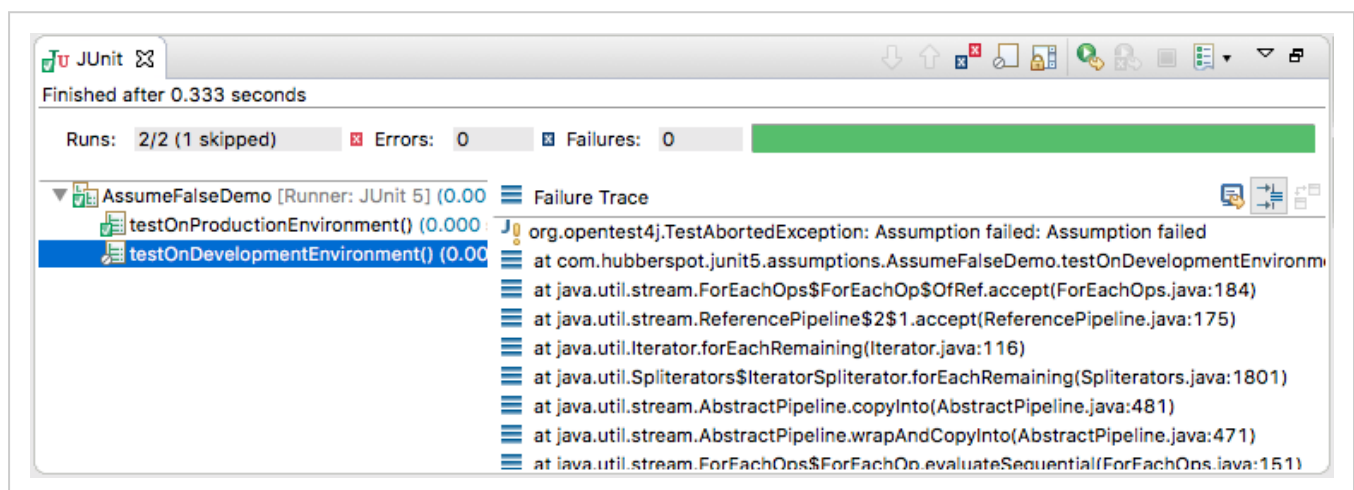 JU JUnit
Finished after 0.333 seconds
Runs: 2/2 (1 skipped) Errors: 0 Failures: 0
AssumeFalseDemo [Runner: JUnit 5] (0.00
testOnProductionEnvironment() (0.000
testOnDevelopmentEnvironment() (0.00
Failure Trace
org.opentest4j.TestAbortedException: Assumption failed: Assumption failed
at com.hubberspot.junit5.assumptions.AssumeFalseDemo.testOnDevelopmentEnvironm
at java.util.stream.ForEachOps$ForEachOp$OfRef.accept(ForEachOps.java:184)
at java.util.stream.ReferencePipeline$2$1.accept(ReferencePipeline.java:175)
at java.util.Iterator.forEachRemaining(Iterator.java:116)
at java.util.Spliterators$IteratorSpliterator.forEachRemaining(Spliterators.java:1801)
at java.util.stream.AbstractPipeline.copyInto(AbstractPipeline.java:481)
at java.util.stream.AbstractPipeline.wrapAndCopyInto(AbstractPipeline.java:471)
at java.util.stream.ForEachOps$ForEachOp.evaluateSequential(ForEachOps.java:151)